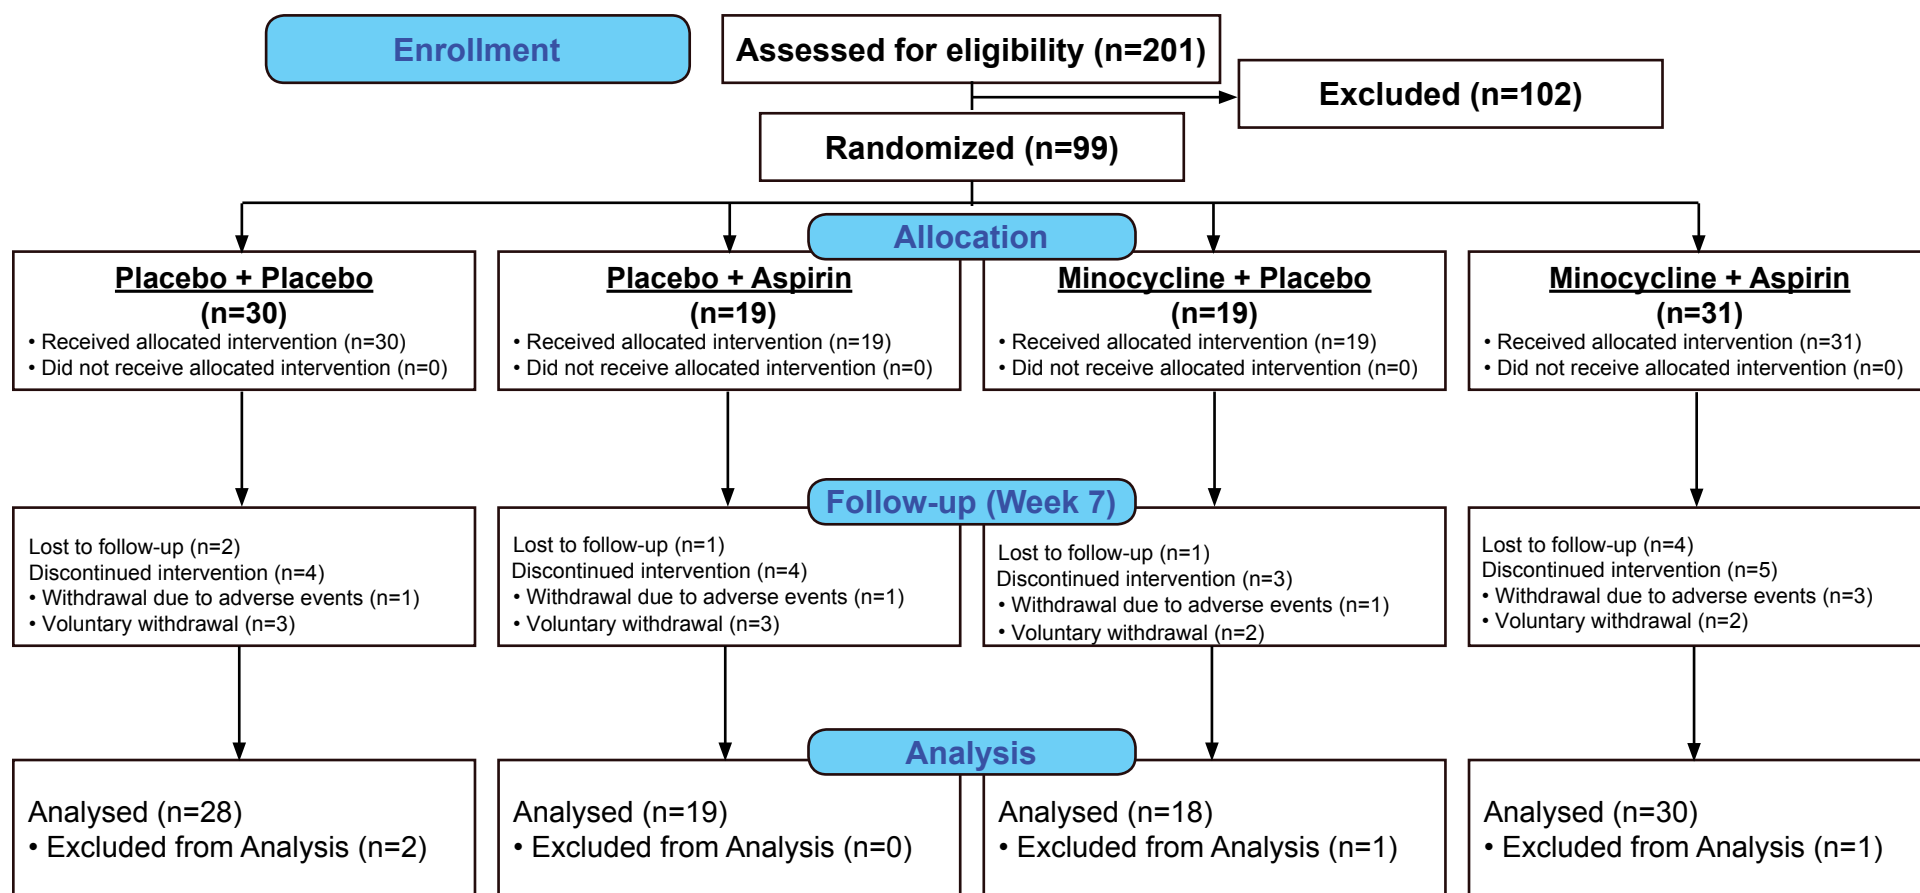 Enrollment
Assessed for eligibility (n=201)
Excluded (n=102)
Randomized (n=99)
Allocation
Placebo + Placebo
(n=30)
• Received allocated intervention (n=30)
• Did not receive allocated intervention (n=0)
Placebo + Aspirin
(n=19)
• Received allocated intervention (n=19)
• Did not receive allocated intervention (n=0)
Minocycline + Placebo
(n=19)
• Received allocated intervention (n=19)
• Did not receive allocated intervention (n=0)
Minocycline + Aspirin
(n=31)
• Received allocated intervention (n=31)
• Did not receive allocated intervention (n=0)
Follow-up (Week 7)
Lost to follow-up (n=2)
Discontinued intervention (n=4)
• Withdrawal due to adverse events (n=1)
• Voluntary withdrawal (n=3)
Lost to follow-up (n=1)
Discontinued intervention (n=4)
• Withdrawal due to adverse events (n=1)
• Voluntary withdrawal (n=3)
Lost to follow-up (n=1)
Discontinued intervention (n=3)
• Withdrawal due to adverse events (n=1)
• Voluntary withdrawal (n=2)
Lost to follow-up (n=4)
Discontinued intervention (n=5)
• Withdrawal due to adverse events (n=3)
• Voluntary withdrawal (n=2)
Analysis
Analysed (n=28)
• Excluded from Analysis (n=2)
Analysed (n=19)
• Excluded from Analysis (n=0)
Analysed (n=18)
• Excluded from Analysis (n=1)
Analysed (n=30)
• Excluded from Analysis (n=1)